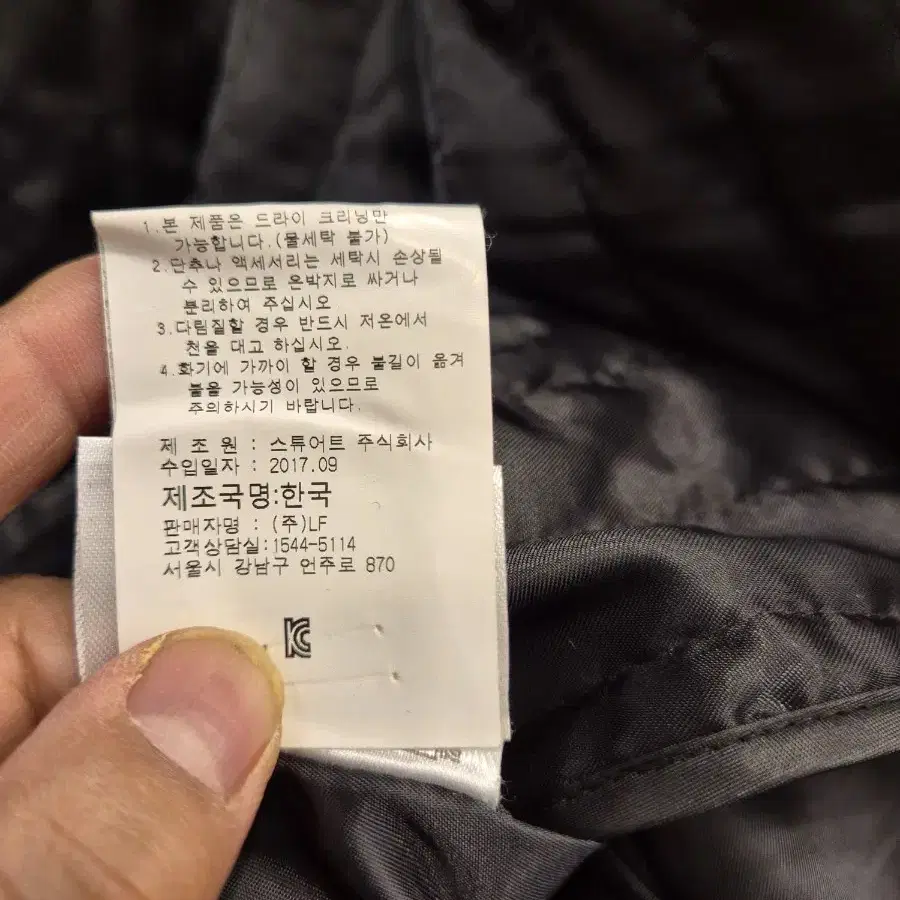 1.본 제품은 드라이 크리닝만
가능합니다.(물세탁 불가)
2.단추나 액세서리는 세탁시 손상될
수 있으므로 은박지로 싸거나
분리하여 주십시오
3.다림질할 경우 반드시 저온에서
천을 대고 하십시오.
4.화기에 가까이 할 경우 불길이 옮겨
붙을 가능성이 있으므로
주의하시기 바랍니다.
제 조 원 : 스튜어트 주식회사
수입일자 : 2017.09
제조국명:한국
판매자명 : (주)LF
고객상담실:1544-5114
서울시 강남구 언주로 870
KC